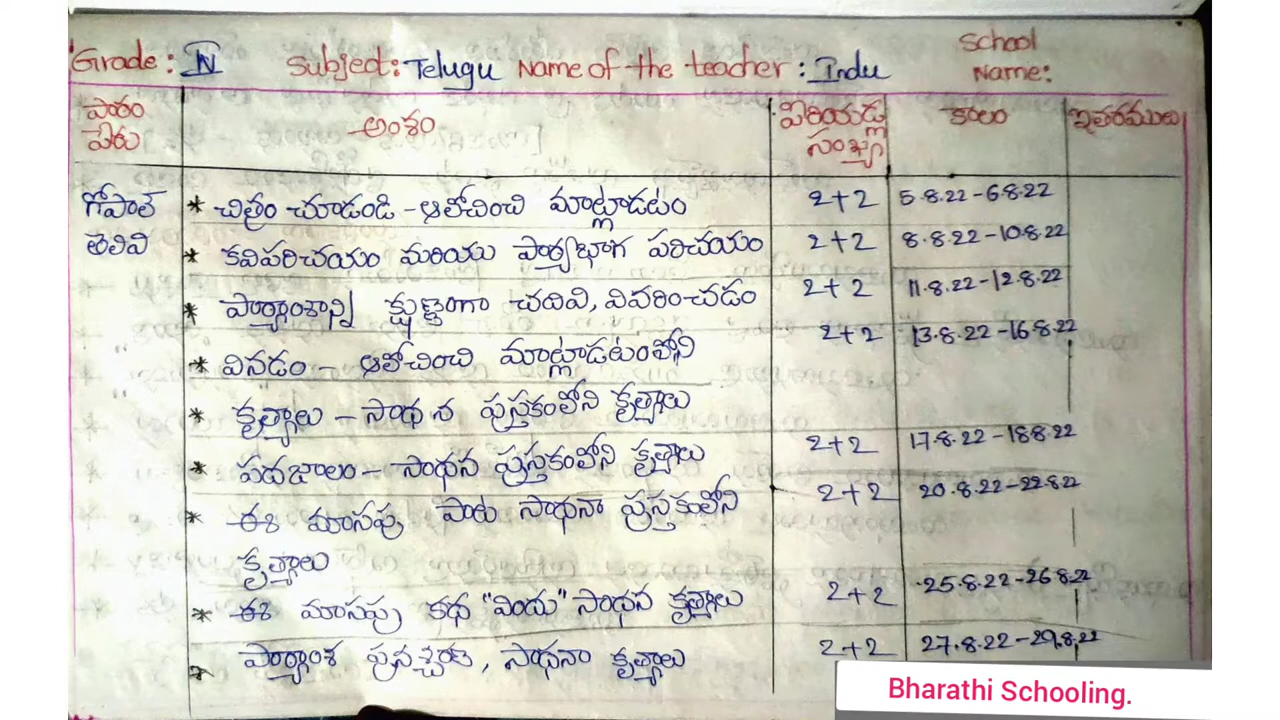 Grade: IV Subject: Telugu Name of the teacher: Indu School Name:
పాఠం పేరు అంశం పిరియడ్ల సంఖ్య కాలం ఇతరములు
గోపాల్ * చిత్రం చూడండి - ఆలోచించి మాట్లాడటం 2+2 5.8.22-6.8.22
తెలివి * కవిపరిచయం మరియు పాఠ్యభాగ పరిచయం 2+2 8.8.22-10.8.22
* పాఠ్యాంశాన్ని క్షుణ్ణంగా చదివి, వివరించడం 2+2 11.8.22-12.8.22
* వినడం - ఆలోచించి మాట్లాడటంలోని 2+2 13.8.22-16.8.22
* కృత్యాలు - సాధన పుస్తకంలోని కృత్యాలు
* పదజాలం - సాధన పుస్తకంలోని కృత్యాలు 2+2 17.8.22-18.8.22
* ఈ మాసపు పాట సాధనా పుస్తకంలోని 2+2 20.8.22-22.8.22
కృత్యాలు
* ఈ మాసపు కథ "విందు" సాధన కృత్యాలు 2+2 25.8.22-26.8.22
* పాఠ్యాంశ పునశ్చరణ, సాధనా కృత్యాలు 2+2 27.8.22-29.8.22
Bharathi Schooling.